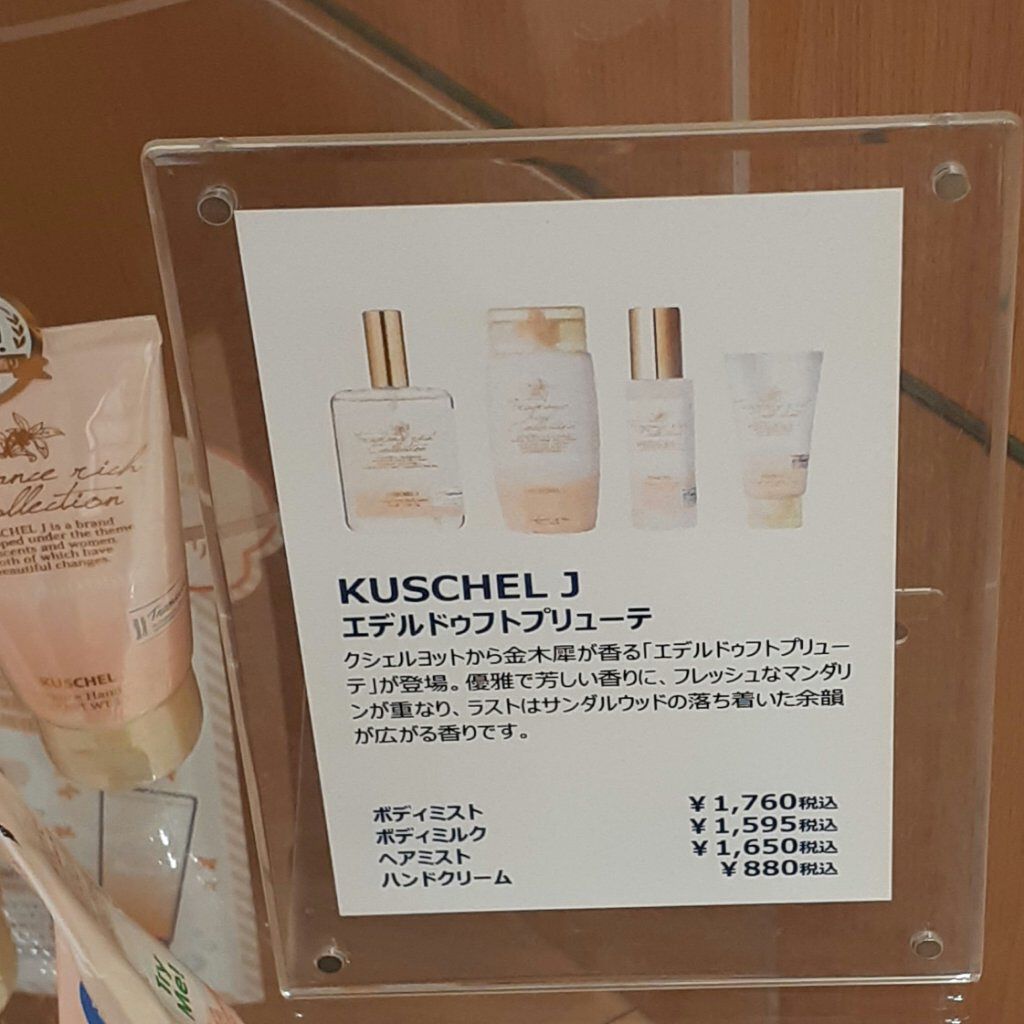 KUSCHEL J
エデルドゥフトプリューテ
クシェルヨットから金木犀が香る「エデルドゥフトプリュー
テ」が登場。優雅で芳しい香りに、フレッシュなマンダリ
ンが重なり、ラストはサンダルウッドの落ち着いた余韻
が広がる香りです。
ボディミスト ¥1,760税込
ボディミルク ¥1,595税込
ヘアミスト ¥1,650税込
ハンドクリーム ¥880税込
rich
ollection
SCHEL J is a brand
ped under the theme
scents and women.
oth of which have
beautiful changes.
KUSCHEL
Try
Me!